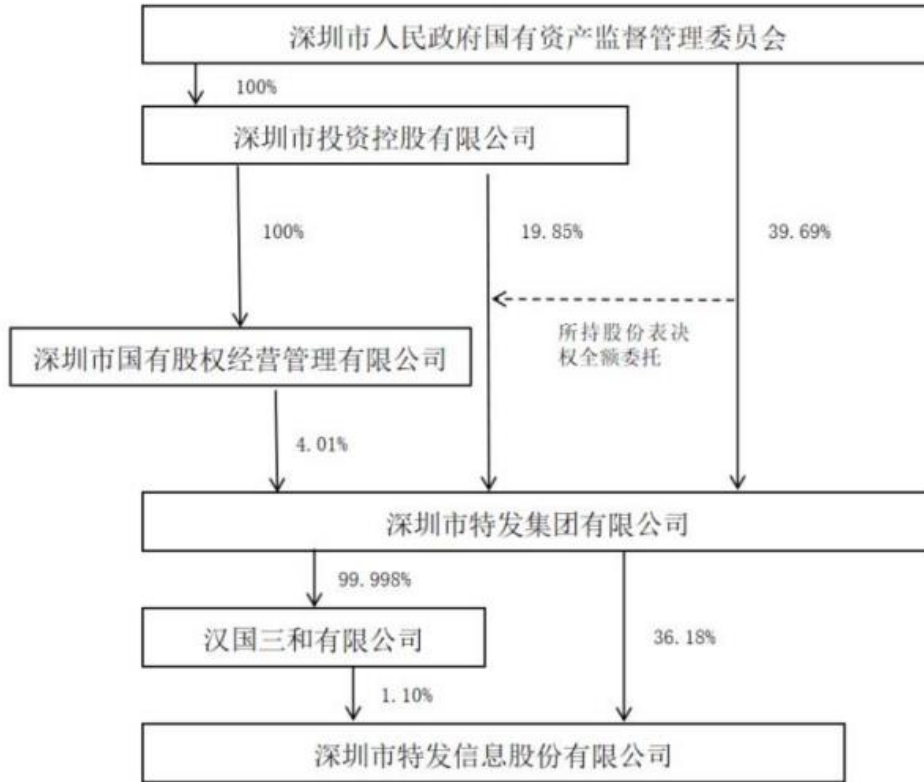 深圳市人民政府国有资产监督管理委员会
100%
深圳市投资控股有限公司
100%
19.85%
39.69%
所持股份表决
权全额委托
深圳市国有股权经营管理有限公司
4.01%
深圳市特发集团有限公司
99.998%
汉国三和有限公司
36.18%
1.10%
深圳市特发信息股份有限公司